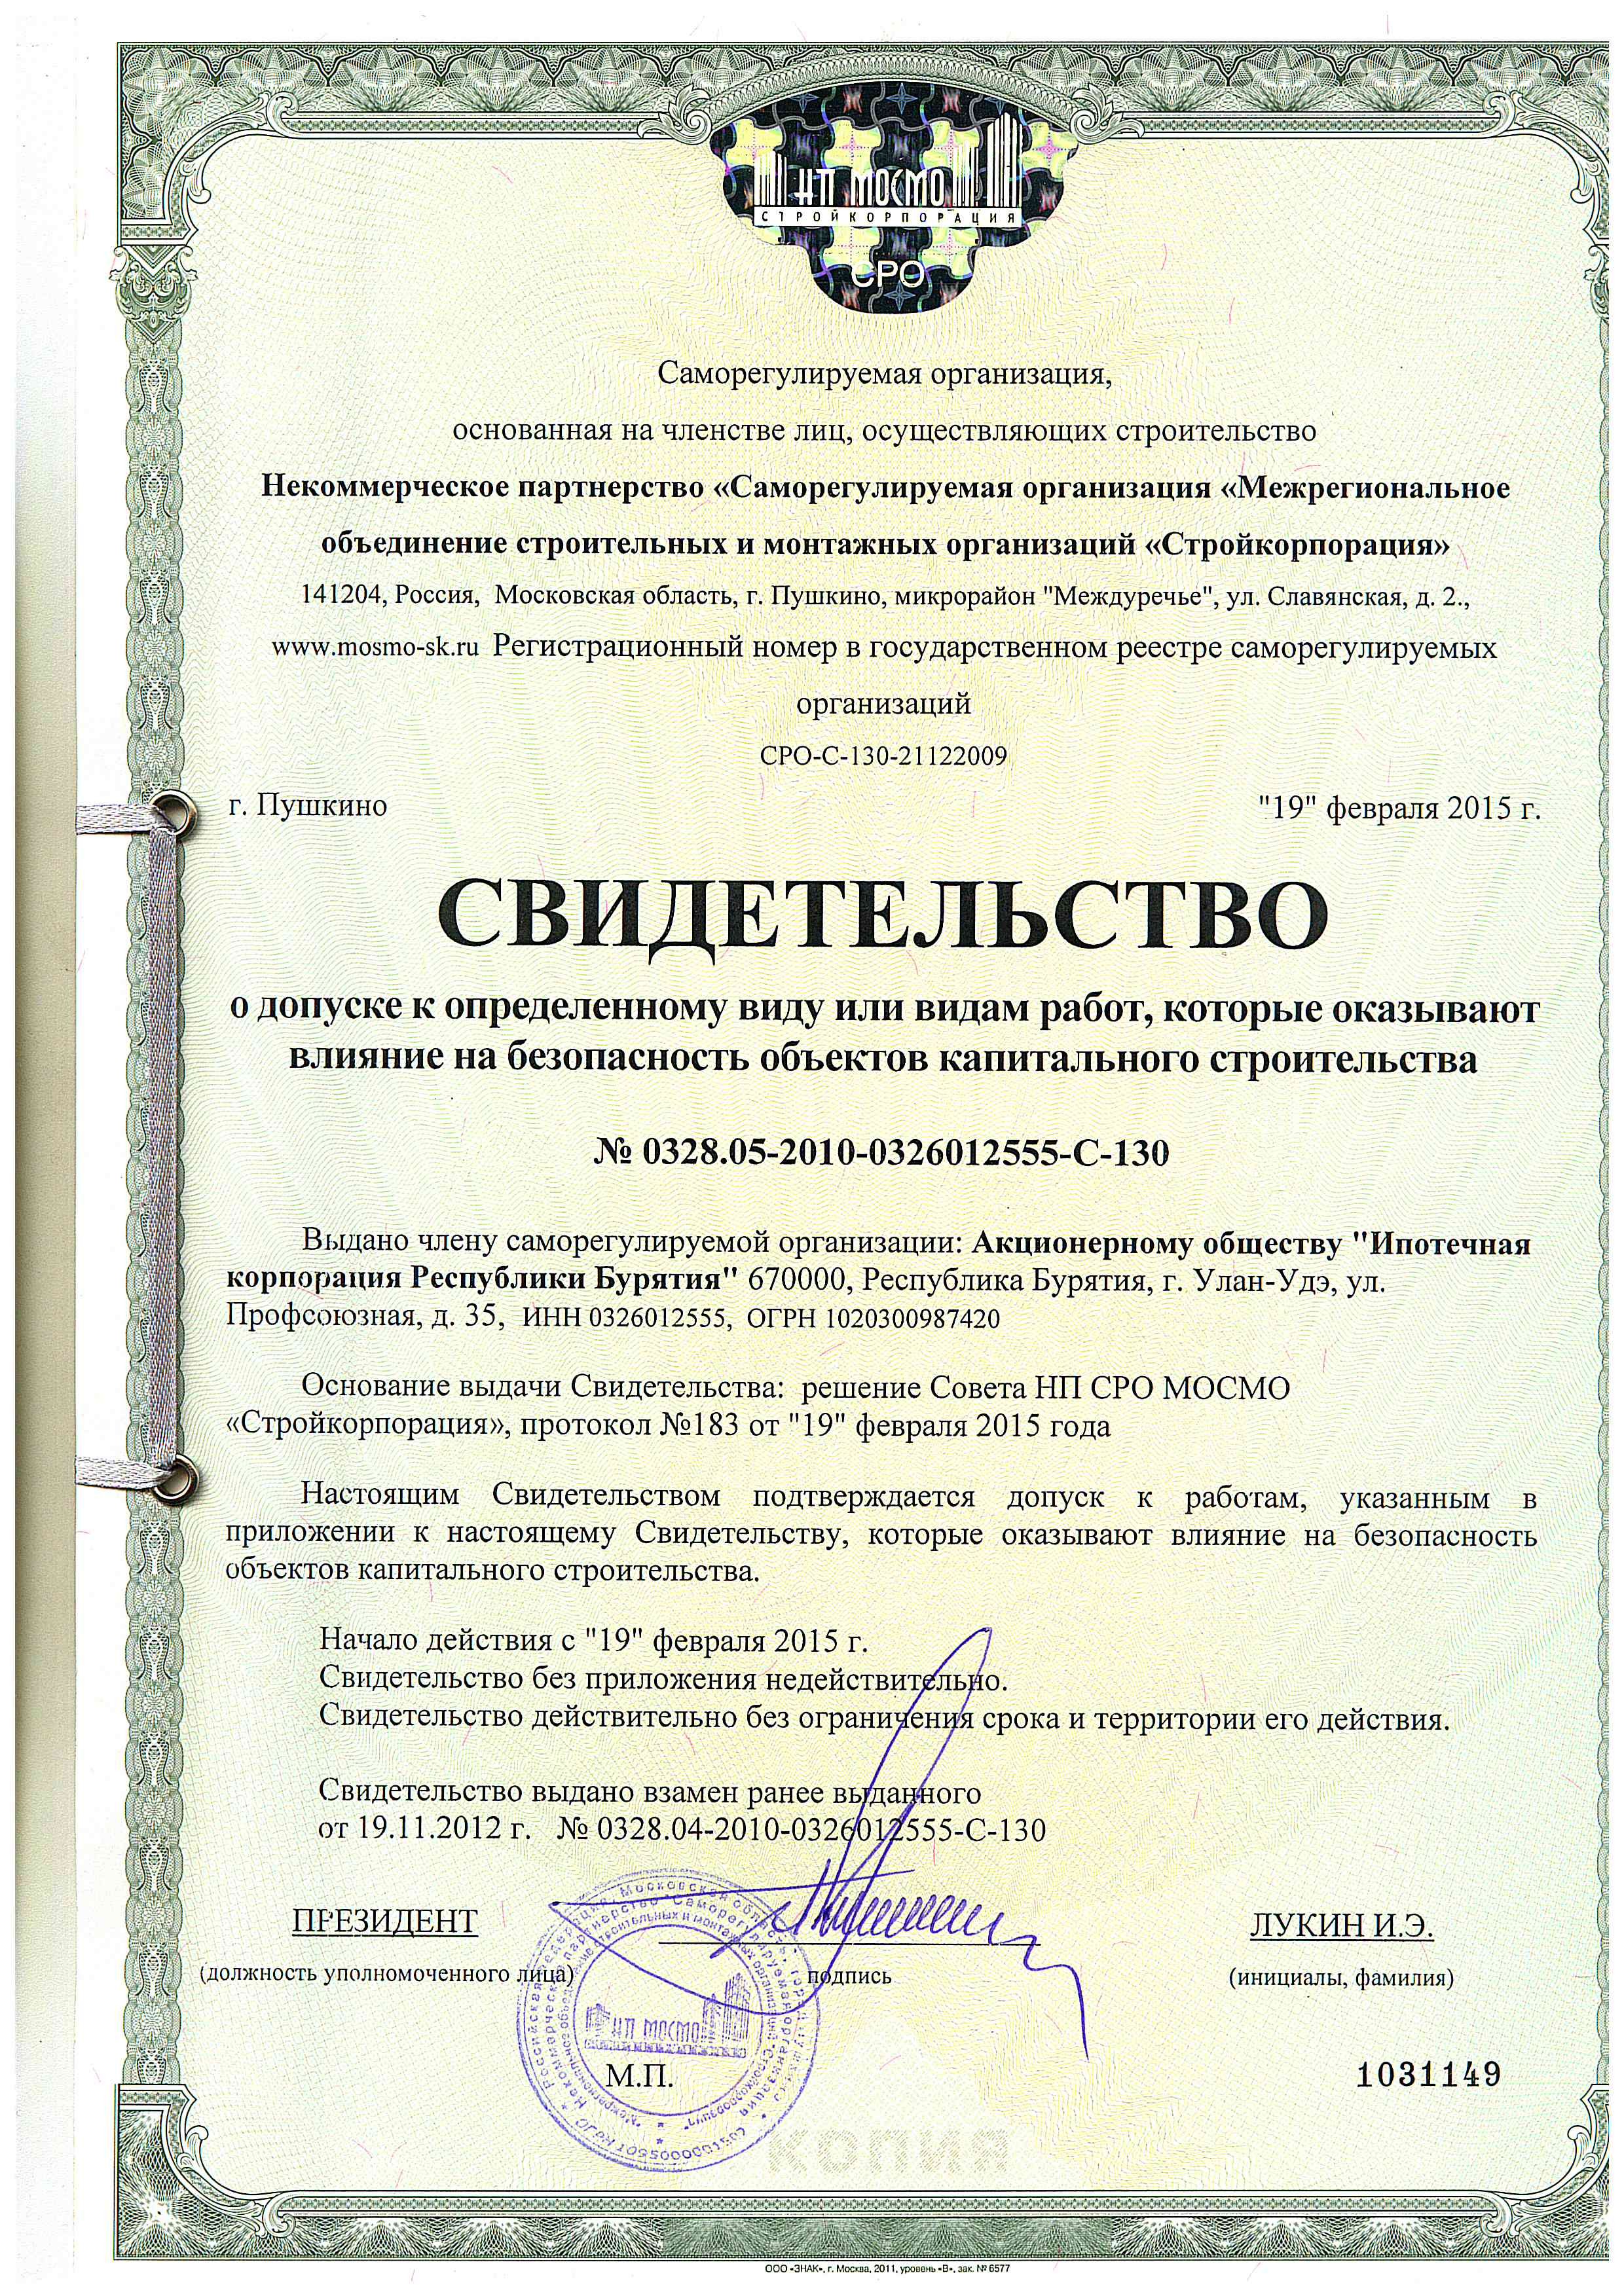 НП МОСМО
СТРОЙКОРПОРАЦИЯ
СРО
Саморегулируемая организация,
основанная на членстве лиц, осуществляющих строительство
Некоммерческое партнерство «Саморегулируемая организация «Межрегиональное
объединение строительных и монтажных организаций «Стройкорпорация»
141204, Россия, Московская область, г. Пушкино, микрорайон "Междуречье", ул. Славянская, д. 2.,
www.mosmo-sk.ru Регистрационный номер в государственном реестре саморегулируемых
организаций
СРО-С-130-21122009
г. Пушкино "19" февраля 2015 г.
СВИДЕТЕЛЬСТВО
о допуске к определенному виду или видам работ, которые оказывают
влияние на безопасность объектов капитального строительства
№ 0328.05-2010-0326012555-С-130
Выдано члену саморегулируемой организации: Акционерному обществу "Ипотечная
корпорация Республики Бурятия" 670000, Республика Бурятия, г. Улан-Удэ, ул.
Профсоюзная, д. 35, ИНН 0326012555, ОГРН 1020300987420
Основание выдачи Свидетельства: решение Совета НП СРО МОСМО
«Стройкорпорация», протокол №183 от "19" февраля 2015 года
Настоящим Свидетельством подтверждается допуск к работам, указанным в
приложении к настоящему Свидетельству, которые оказывают влияние на безопасность
объектов капитального строительства.
Начало действия с "19" февраля 2015 г.
Свидетельство без приложения недействительно.
Свидетельство действительно без ограничения срока и территории его действия.
Свидетельство выдано взамен ранее выданного
от 19.11.2012 г. № 0328.04-2010-0326012555-С-130
ПРЕЗИДЕНТ ЛУКИН И.Э.
(должность уполномоченного лица) подпись (инициалы, фамилия)
НП МОСМО
М.П.
1031149
КОПИЯ
ООО «ЗНАК», г. Москва, 2011, уровень «В», зак. № 6577